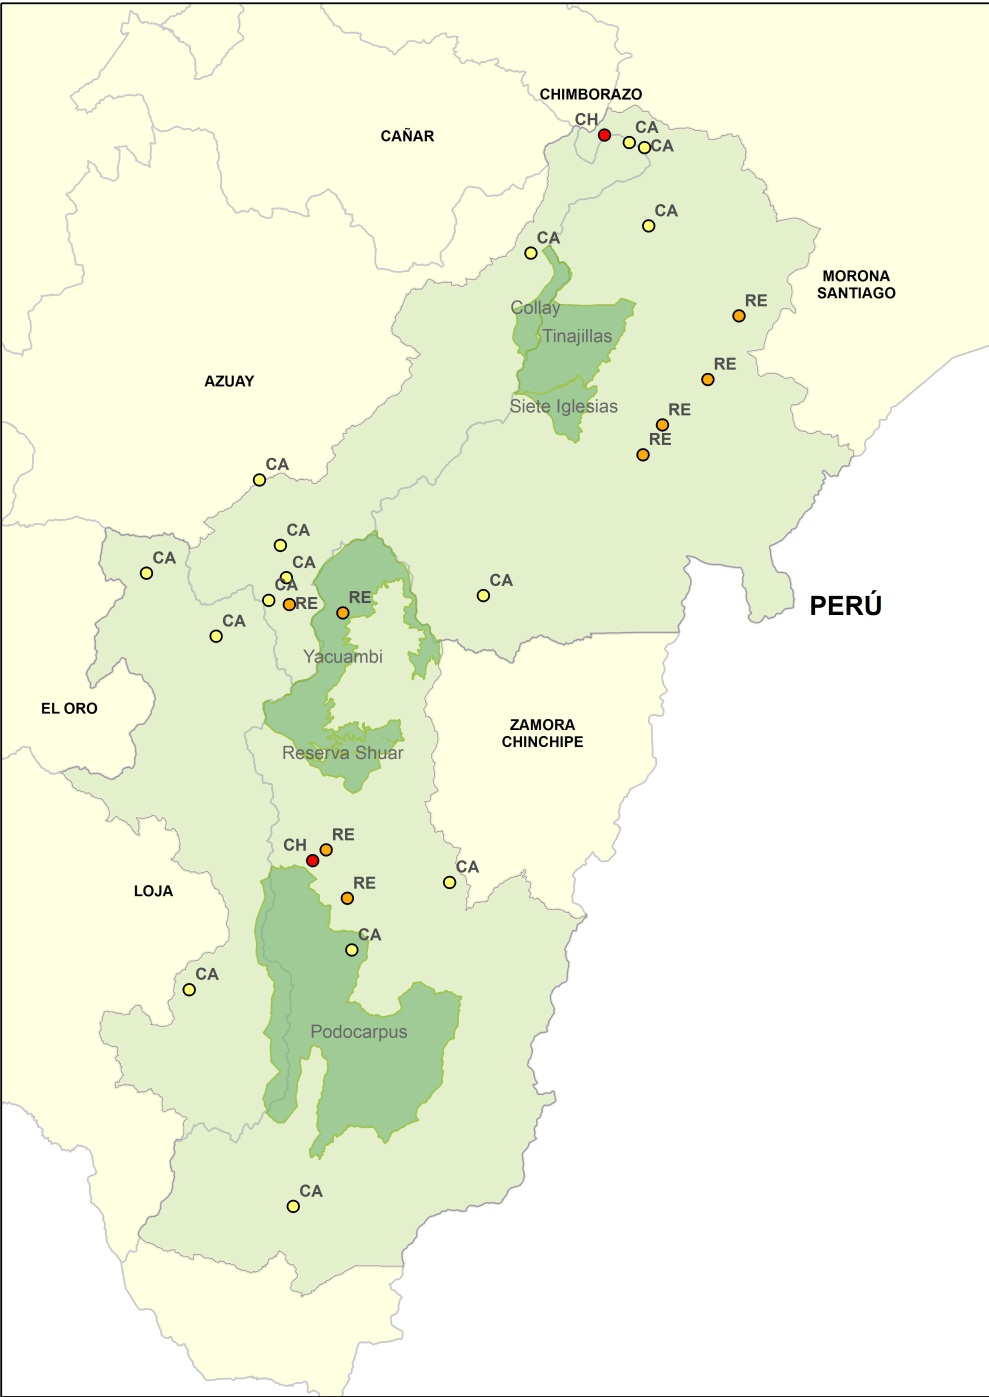 CHIMBORAZO
CH
CA
CA
CAÑAR
CA
CA
MORONA
SANTIAGO
RE
Collay
Tinajillas
RE
AZUAY
Siete Iglesias
RE
RE
CA
CA
CA
CA
CA
CA
RE
RE
PERÚ
CA
Yacuambi
EL ORO
ZAMORA
CHINCHIPE
Reserva Shuar
RE
CH
CA
RE
LOJA
CA
CA
Podocarpus
CA